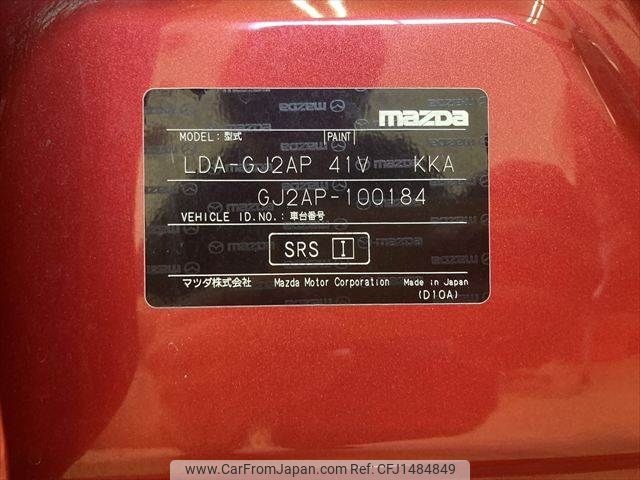 mazda
MODEL: 型式 PAINT
LDA-GJ2AP 41V KKA
GJ2AP-100184
VEHICLE ID.NO.: 車台番号
SRS I
マツダ株式会社 Mazda Motor Corporation Made in Japan
(D10A)
www.CarFromJapan.com - CFJ1484849